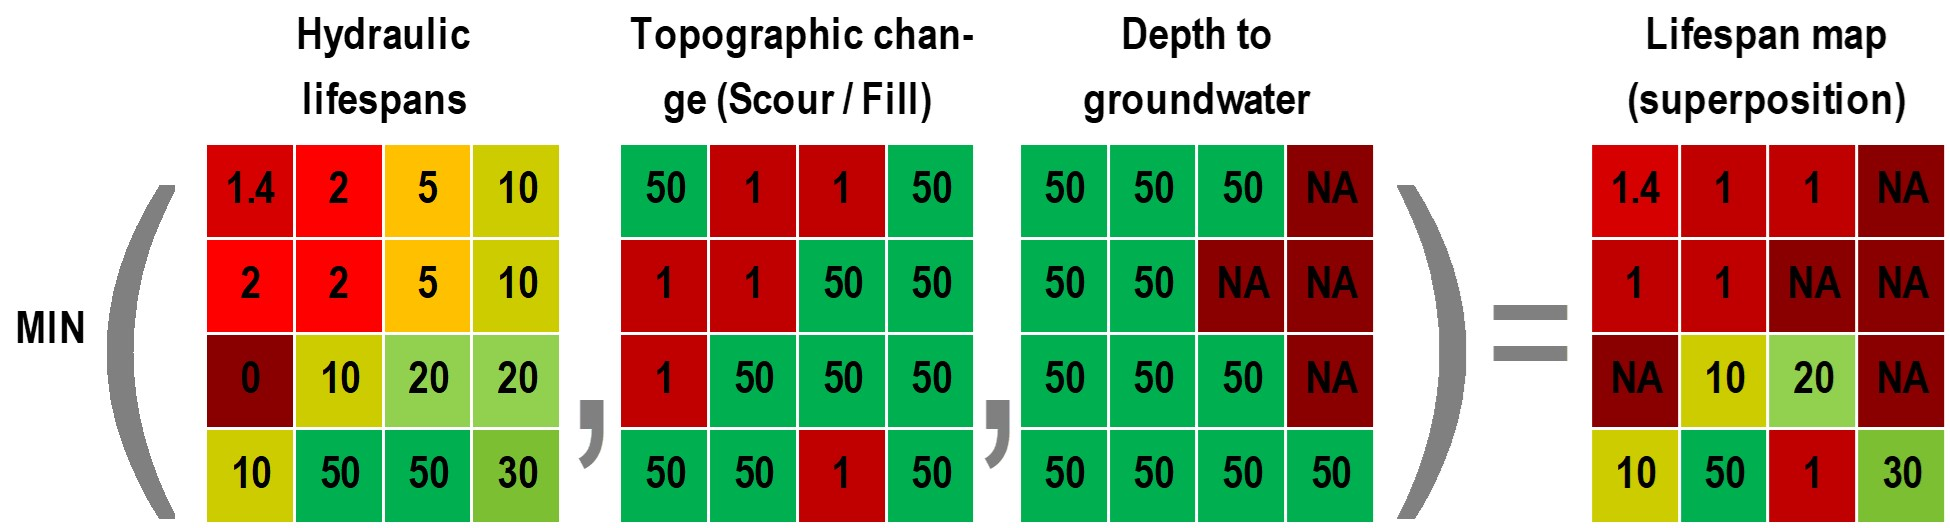 Hydraulic
lifespans
Topographic chan-
ge (Scour / Fill)
Depth to
groundwater
Lifespan map
(superposition)
MIN ( , , ) =
1.4 2 5 10
2 2 5 10
0 10 20 20
10 50 50 30
50 1 1 50
1 1 50 50
1 50 50 50
50 50 1 50
50 50 50 NA
50 50 NA NA
50 50 50 NA
50 50 50 50
1.4 1 1 NA
1 1 NA NA
NA 10 20 NA
10 50 1 30